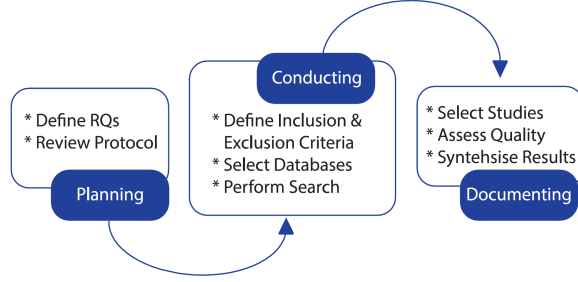 * Define RQs
* Review Protocol
Planning
Conducting
* Define Inclusion &
Exclusion Criteria
* Select Databases
* Perform Search
* Select Studies
* Assess Quality
* Syntehsise Results
Documenting